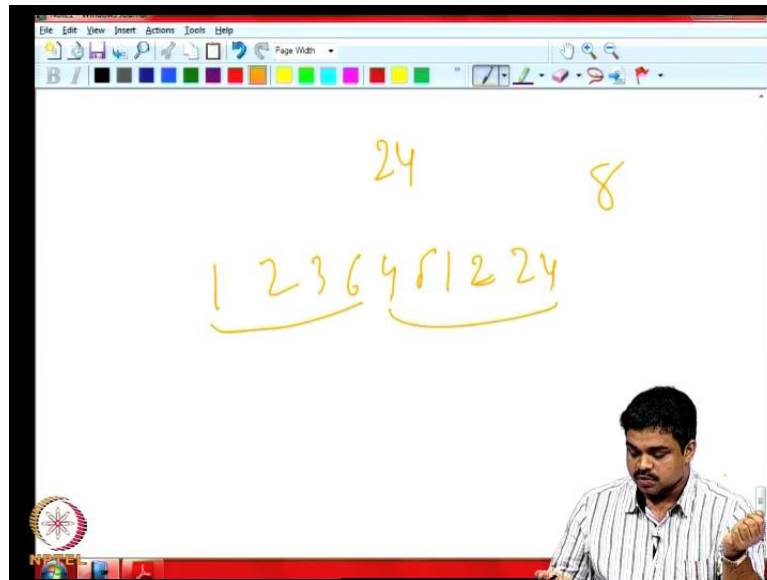 File Edit View Insert Actions Tools Help
Page Width
B I
24
8
1 2 3 6 4 8 12 24
NPTEL